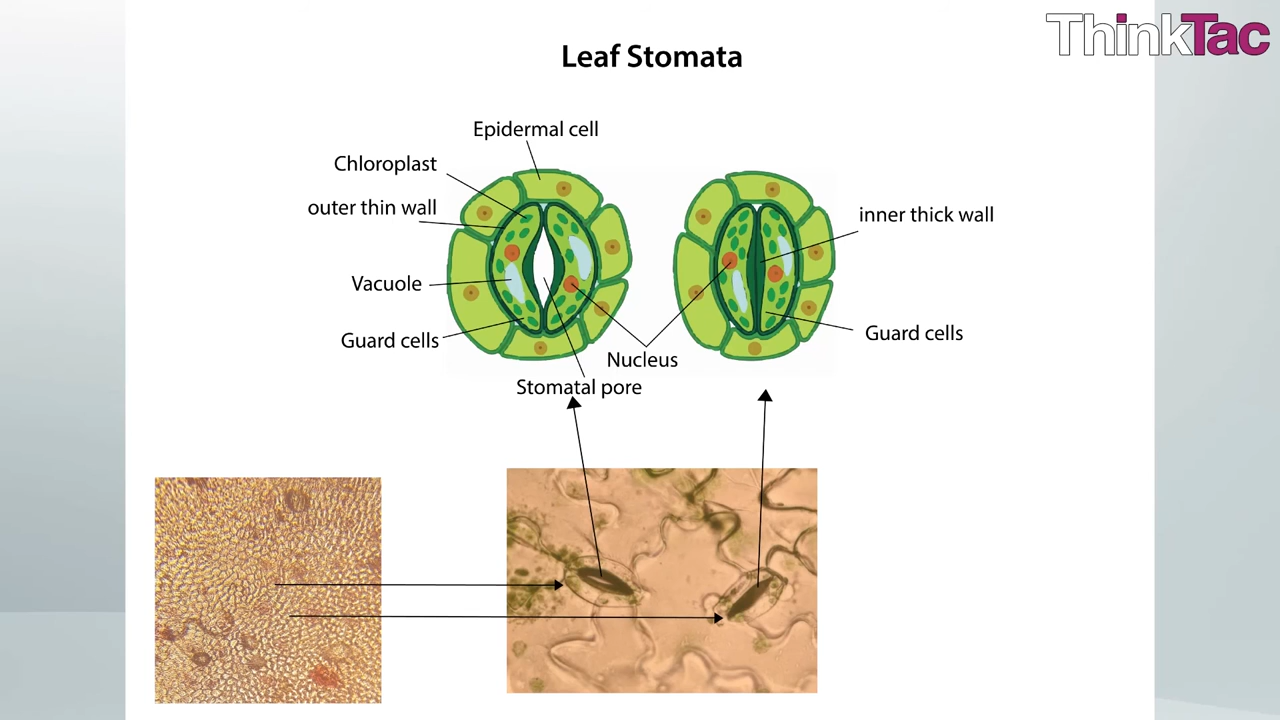 ThinkTac
Leaf Stomata
Epidermal cell
Chloroplast
outer thin wall
inner thick wall
Vacuole
Guard cells
Guard cells
Nucleus
Stomatal pore